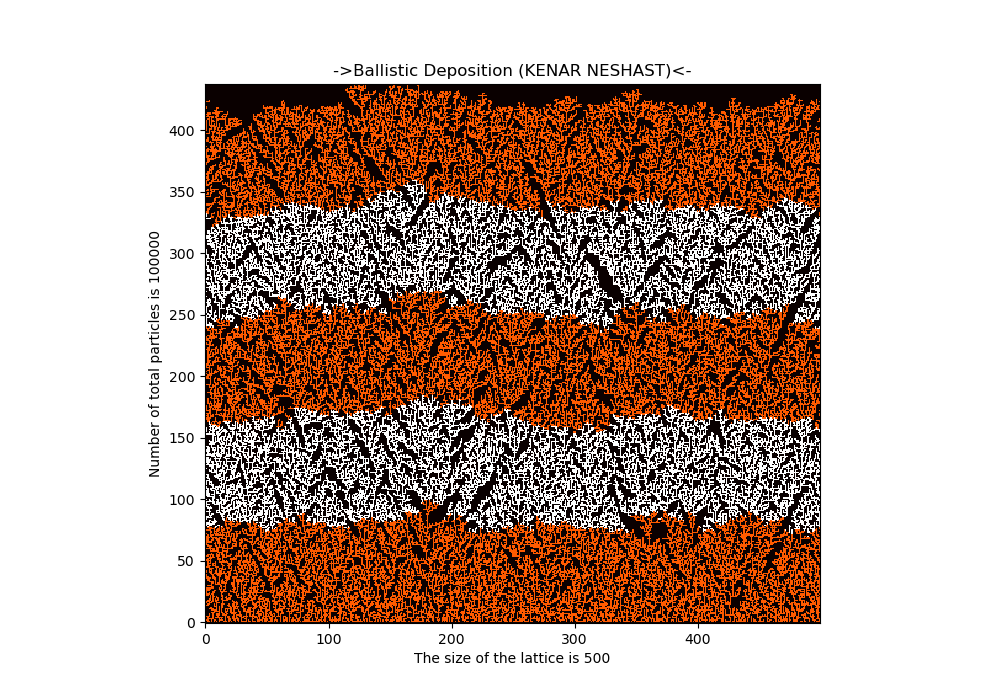 ->Ballistic Deposition (KENAR NESHAST)<-
Number of total particles is 100000
400
350
300
250
200
150
100
50
0
0 100 200 300 400
The size of the lattice is 500